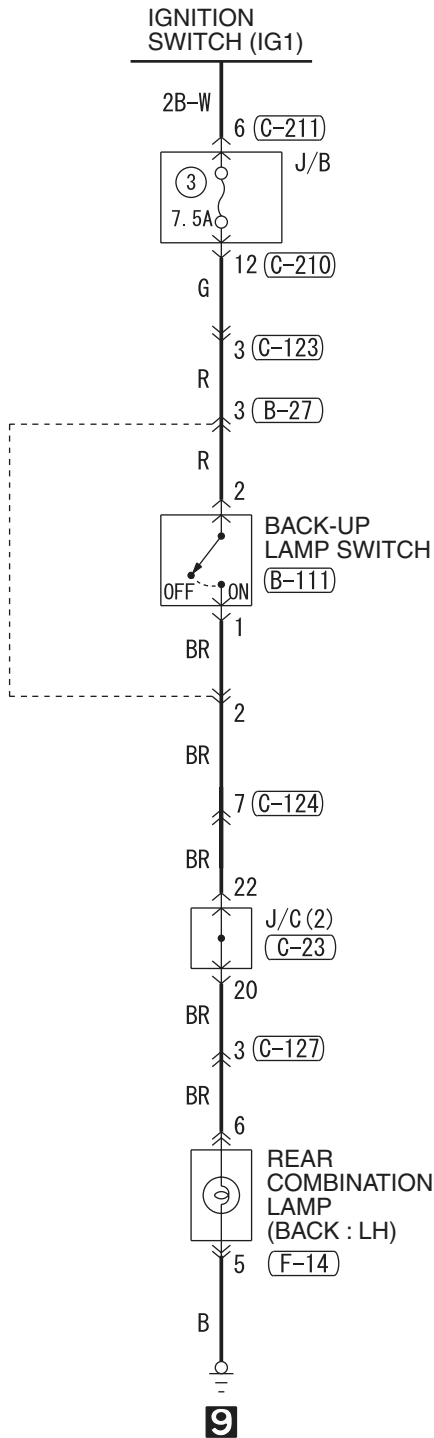 IGNITION
SWITCH (IG1)
2B-W
6 (C-211)
J/B
3
7.5A
12 (C-210)
G
3 (C-123)
R
3 (B-27)
R
2
BACK-UP
LAMP SWITCH
(B-111)
OFF ON
1
BR
2
BR
7 (C-124)
BR
22
J/C (2)
(C-23)
20
BR
3 (C-127)
BR
6
REAR
COMBINATION
LAMP
(BACK : LH)
5 (F-14)
B
9